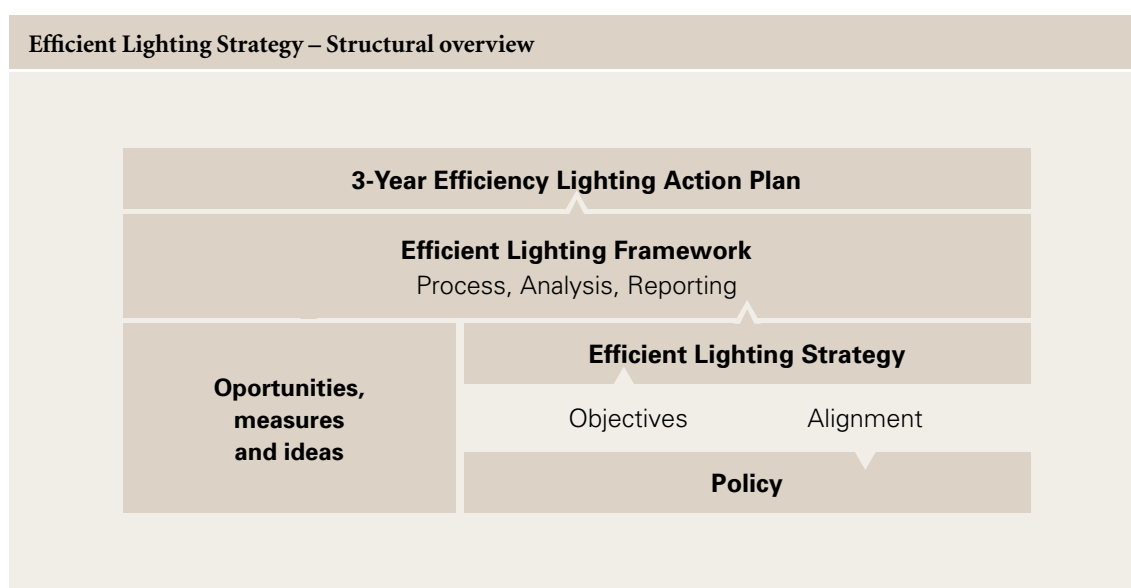 Efficient Lighting Strategy – Structural overview
3-Year Efficiency Lighting Action Plan
Efficient Lighting Framework
Process, Analysis, Reporting
Oportunities,
measures
and ideas
Efficient Lighting Strategy
Objectives
Alignment
Policy